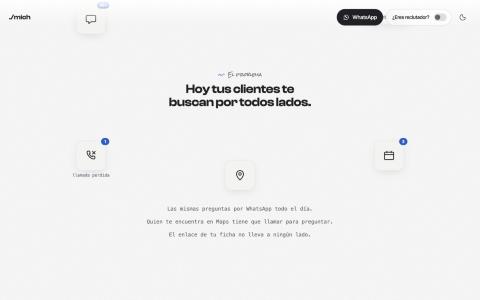 ./mich
WhatsApp
¿Eres reclutador?
El problema
Hoy tus clientes te
buscan por todos lados.
1
3
Llamada perdida
Las mismas preguntas por WhatsApp todo el día.
Quien te encuentra en Maps tiene que llamar para preguntar.
El enlace de tu ficha no lleva a ningún lado.